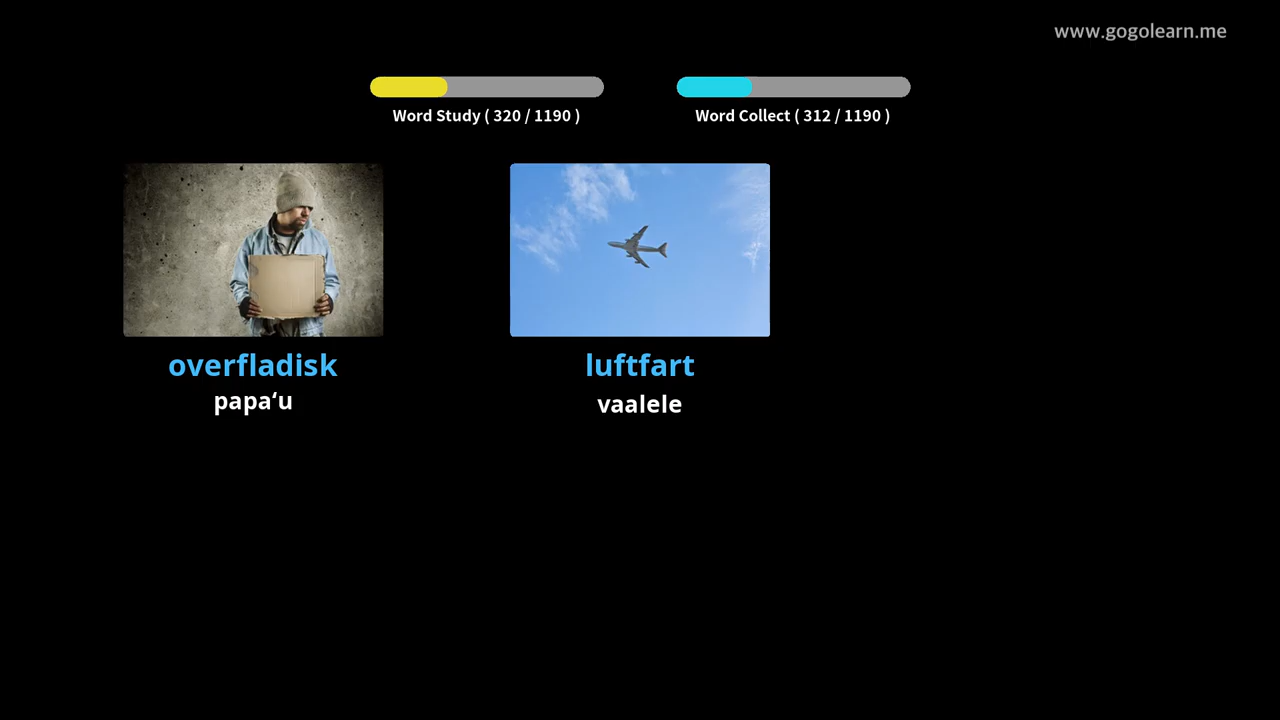 www.gogolearn.me
Word Study ( 320 / 1190 )
Word Collect ( 312 / 1190 )
overfladisk
papaʻu
luftfart
vaalele